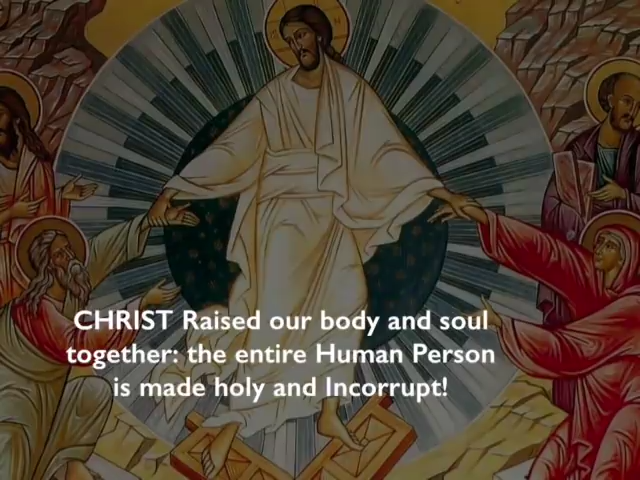 CHRIST Raised our body and soul
together: the entire Human Person
is made holy and Incorrupt!